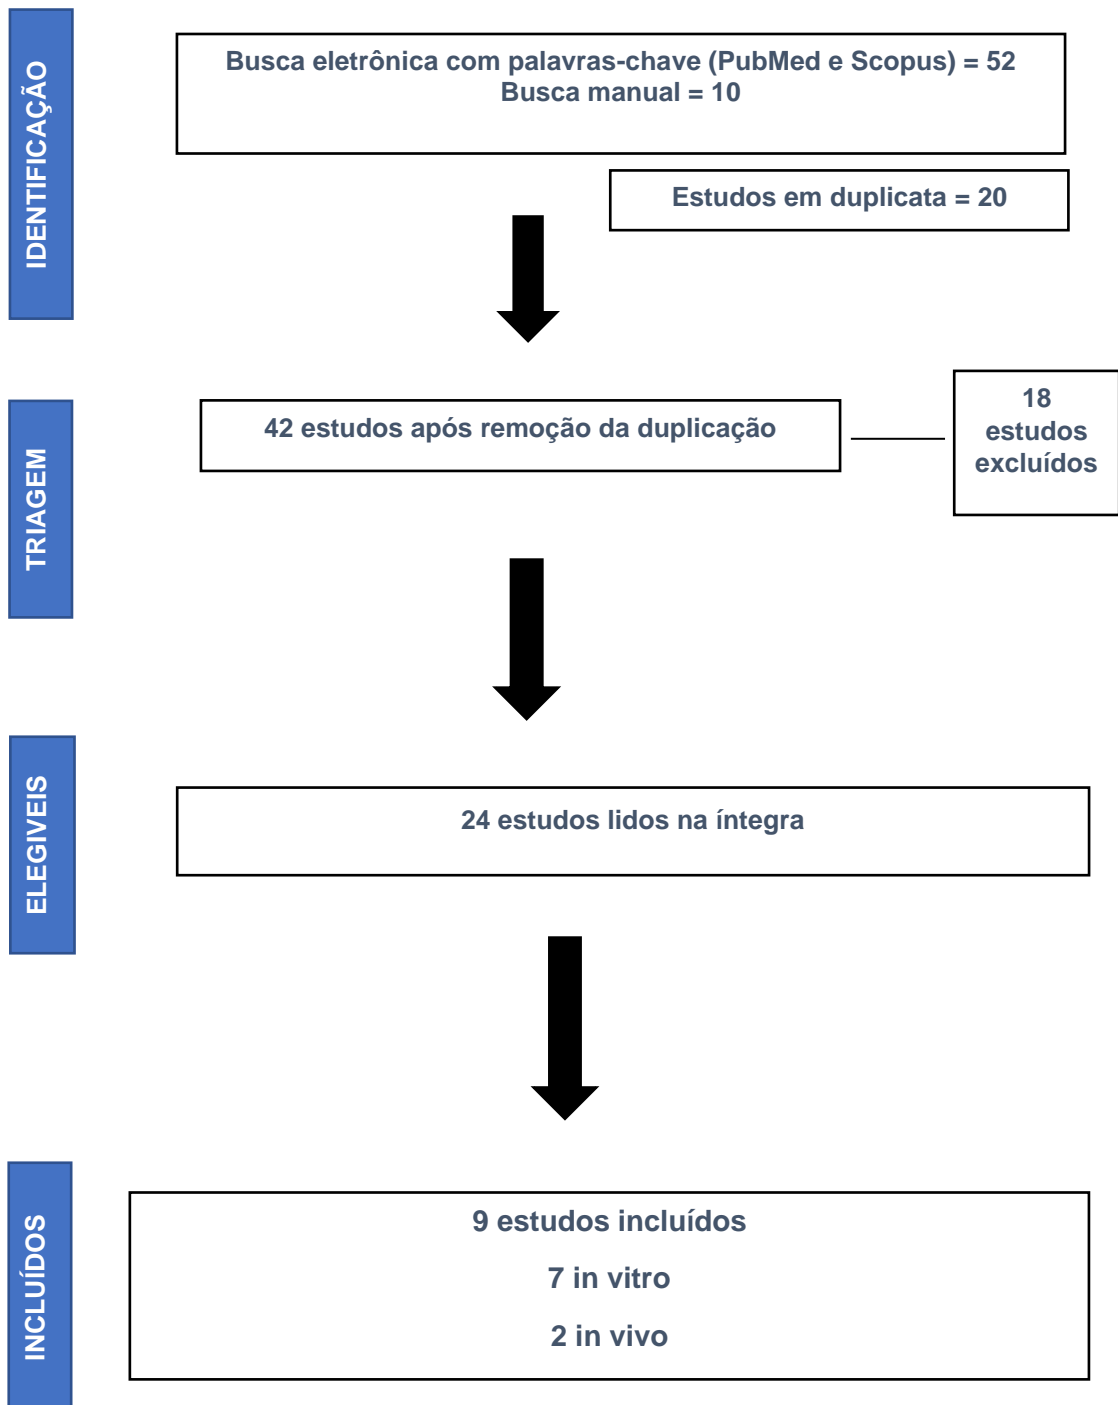 IDENTIFICAÇÃO
Busca eletrônica com palavras-chave (PubMed e Scopus) = 52
Busca manual = 10
Estudos em duplicata = 20
TRIAGEM
42 estudos após remoção da duplicação
18
estudos
excluídos
ELEGIVEIS
24 estudos lidos na íntegra
INCLUÍDOS
9 estudos incluídos
7 in vitro
2 in vivo